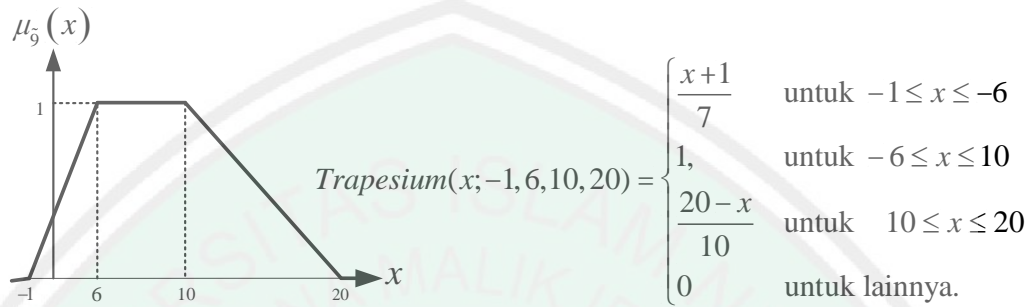 μ_9̃ (x)
1
-1 6 10 20 x
Trapesium(x;-1,6,10,20) = { (x+1)/7 untuk -1 ≤ x ≤ -6
1, untuk -6 ≤ x ≤ 10
(20-x)/10 untuk 10 ≤ x ≤ 20
0 untuk lainnya.